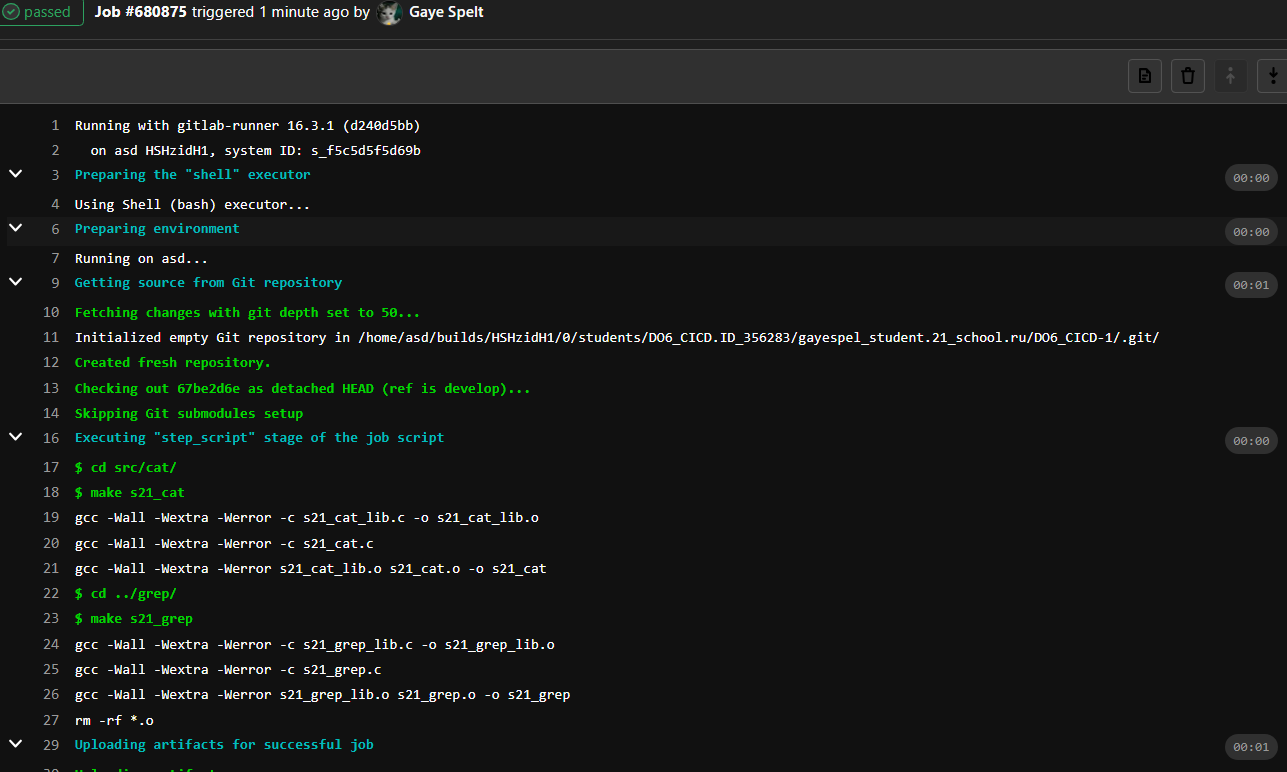 passed Job #680875 triggered 1 minute ago by Gaye Spelt
1 Running with gitlab-runner 16.3.1 (d240d5bb)
2 on asd HSHzidH1, system ID: s_f5c5d5f5d69b
3 Preparing the "shell" executor 00:00
4 Using Shell (bash) executor...
6 Preparing environment 00:00
7 Running on asd...
9 Getting source from Git repository 00:01
10 Fetching changes with git depth set to 50...
11 Initialized empty Git repository in /home/asd/builds/HSHzidH1/0/students/DO6_CICD.ID_356283/gayespel_student.21_school.ru/DO6_CICD-1/.git/
12 Created fresh repository.
13 Checking out 67be2d6e as detached HEAD (ref is develop)...
14 Skipping Git submodules setup
16 Executing "step_script" stage of the job script 00:00
17 $ cd src/cat/
18 $ make s21_cat
19 gcc -Wall -Wextra -Werror -c s21_cat_lib.c -o s21_cat_lib.o
20 gcc -Wall -Wextra -Werror -c s21_cat.c
21 gcc -Wall -Wextra -Werror s21_cat_lib.o s21_cat.o -o s21_cat
22 $ cd ../grep/
23 $ make s21_grep
24 gcc -Wall -Wextra -Werror -c s21_grep_lib.c -o s21_grep_lib.o
25 gcc -Wall -Wextra -Werror -c s21_grep.c
26 gcc -Wall -Wextra -Werror s21_grep_lib.o s21_grep.o -o s21_grep
27 rm -rf *.o
29 Uploading artifacts for successful job 00:01